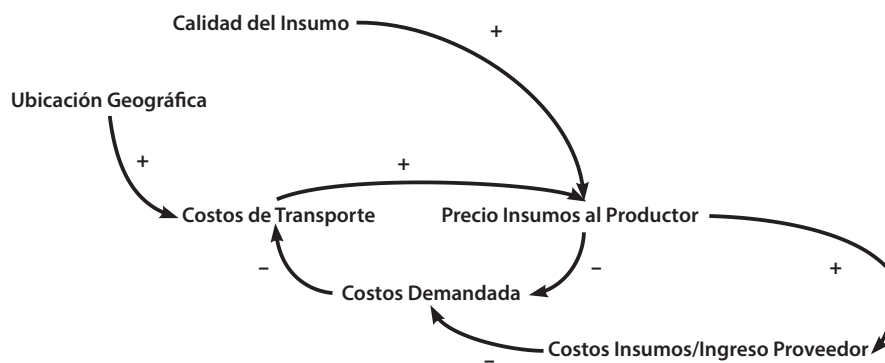 Calidad del Insumo
+
Ubicación Geográfica
+
+
Costos de Transporte
Precio Insumos al Productor
–
–
+
Costos Demandada
Costos Insumos/Ingreso Proveedor
–